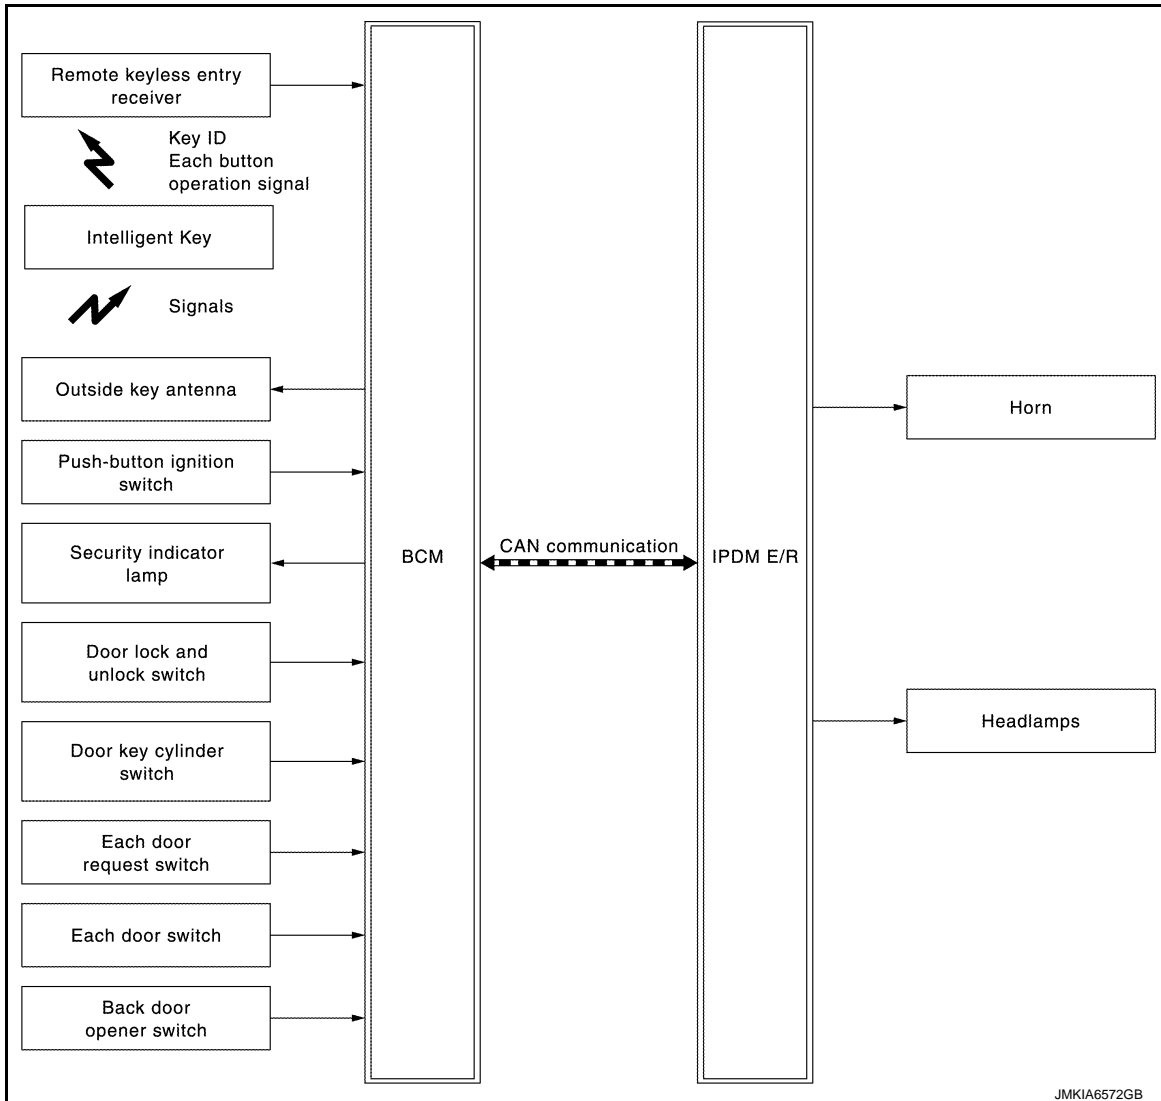 Remote keyless entry
receiver
Key ID
Each button
operation signal
Intelligent Key
Signals
Outside key antenna
Push-button ignition
switch
Security indicator
lamp
Door lock and
unlock switch
Door key cylinder
switch
Each door
request switch
Each door switch
Back door
opener switch
BCM
CAN communication
IPDM E/R
Horn
Headlamps
JMKIA6572GB